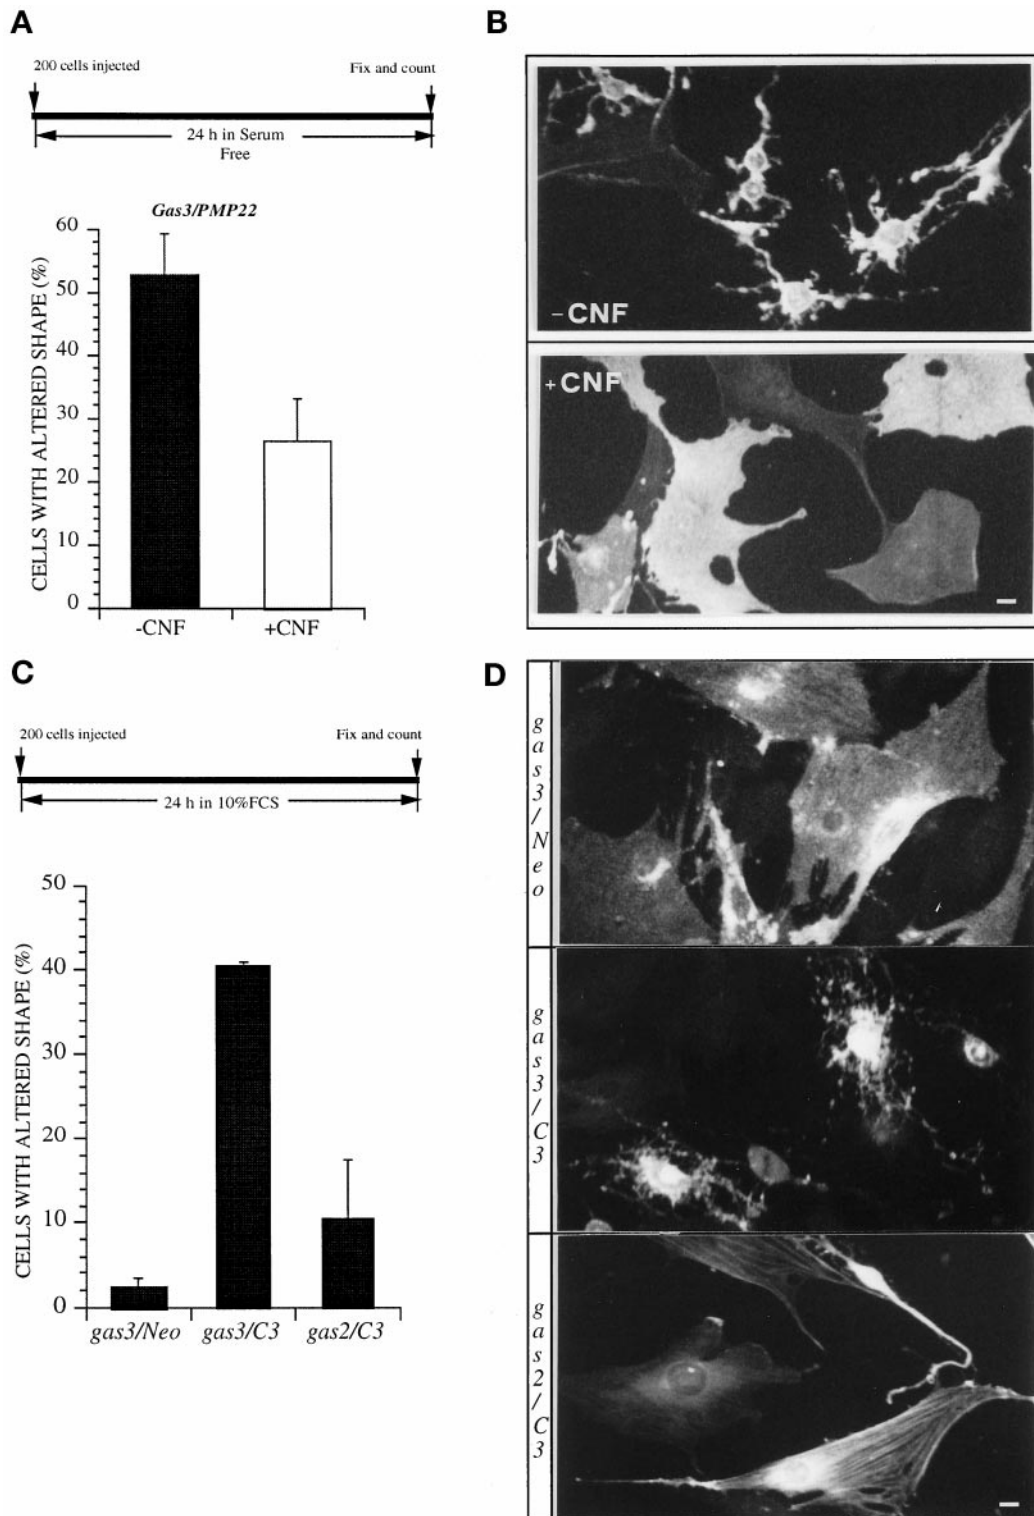 A
200 cells injected
Fix and count
24 h in Serum
Free
Gas3/PMP22
CELLS WITH ALTERED SHAPE (%)
60
50
40
30
20
10
0
-CNF
+CNF
B
-CNF
+CNF
C
200 cells injected
Fix and count
24 h in 10%FCS
CELLS WITH ALTERED SHAPE (%)
50
40
30
20
10
0
gas3/Neo
gas3/C3
gas2/C3
D
gas3/Neo
gas3/C3
gas2/C3